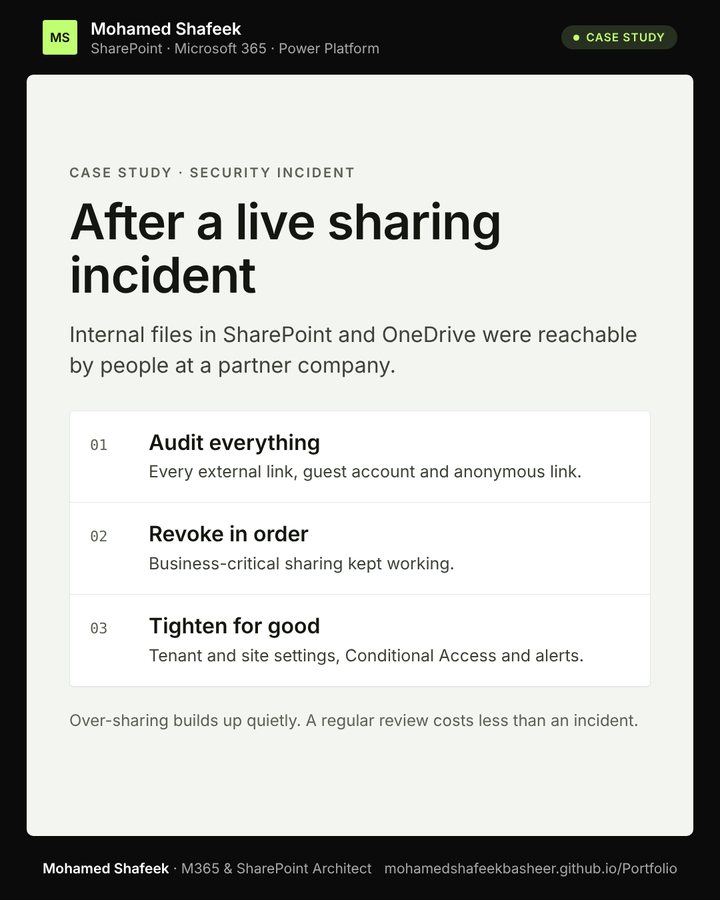 MS
Mohamed Shafeek
SharePoint · Microsoft 365 · Power Platform
CASE STUDY
CASE STUDY · SECURITY INCIDENT
After a live sharing
incident
Internal files in SharePoint and OneDrive were reachable
by people at a partner company.
01
Audit everything
Every external link, guest account and anonymous link.
02
Revoke in order
Business-critical sharing kept working.
03
Tighten for good
Tenant and site settings, Conditional Access and alerts.
Over-sharing builds up quietly. A regular review costs less than an incident.
Mohamed Shafeek · M365 & SharePoint Architect
mohamedshafeekbasheer.github.io/Portfolio